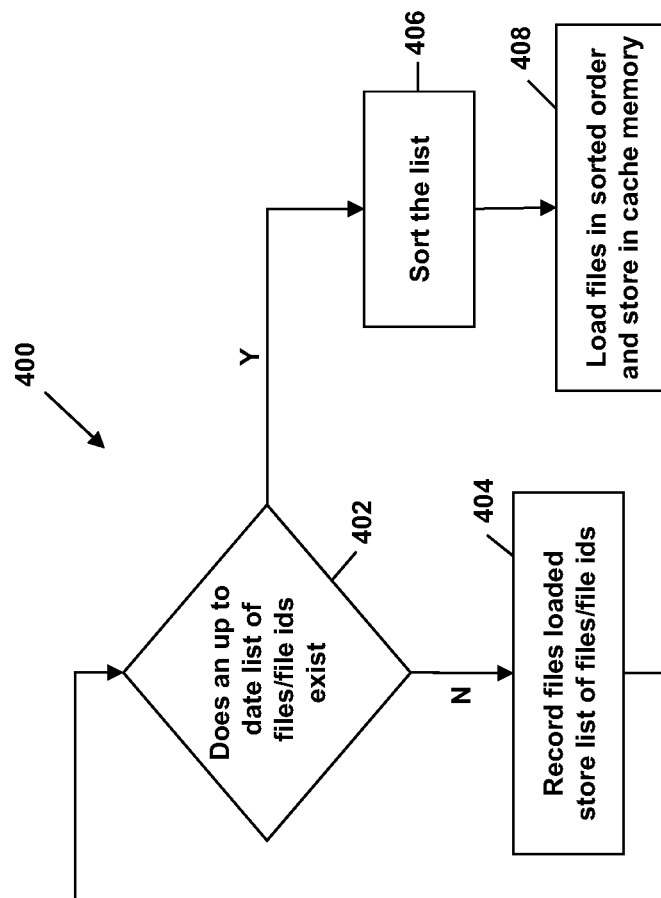 400
Does an up to
date list of
files/file ids
exist
402
Y
N
Record files loaded
store list of files/file ids
404
Sort the list
406
Load files in sorted order
and store in cache memory
408